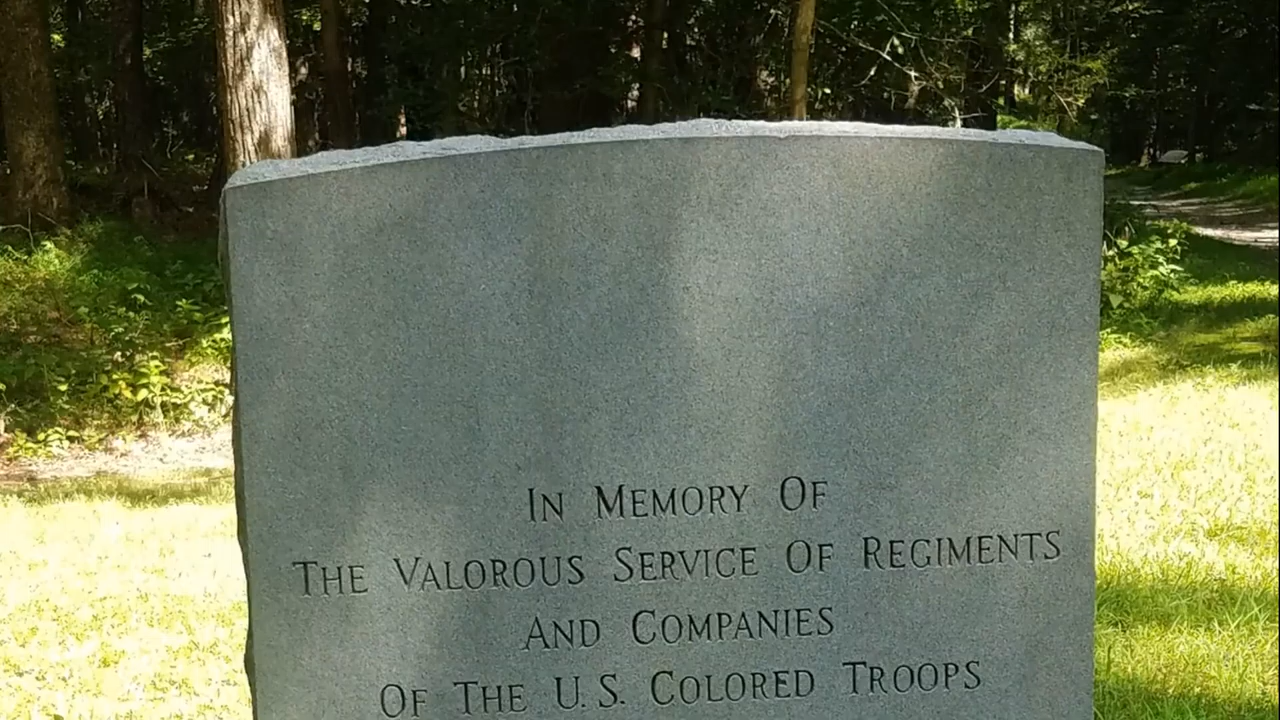 In Memory Of
The Valorous Service Of Regiments
And Companies
Of The U.S. Colored Troops